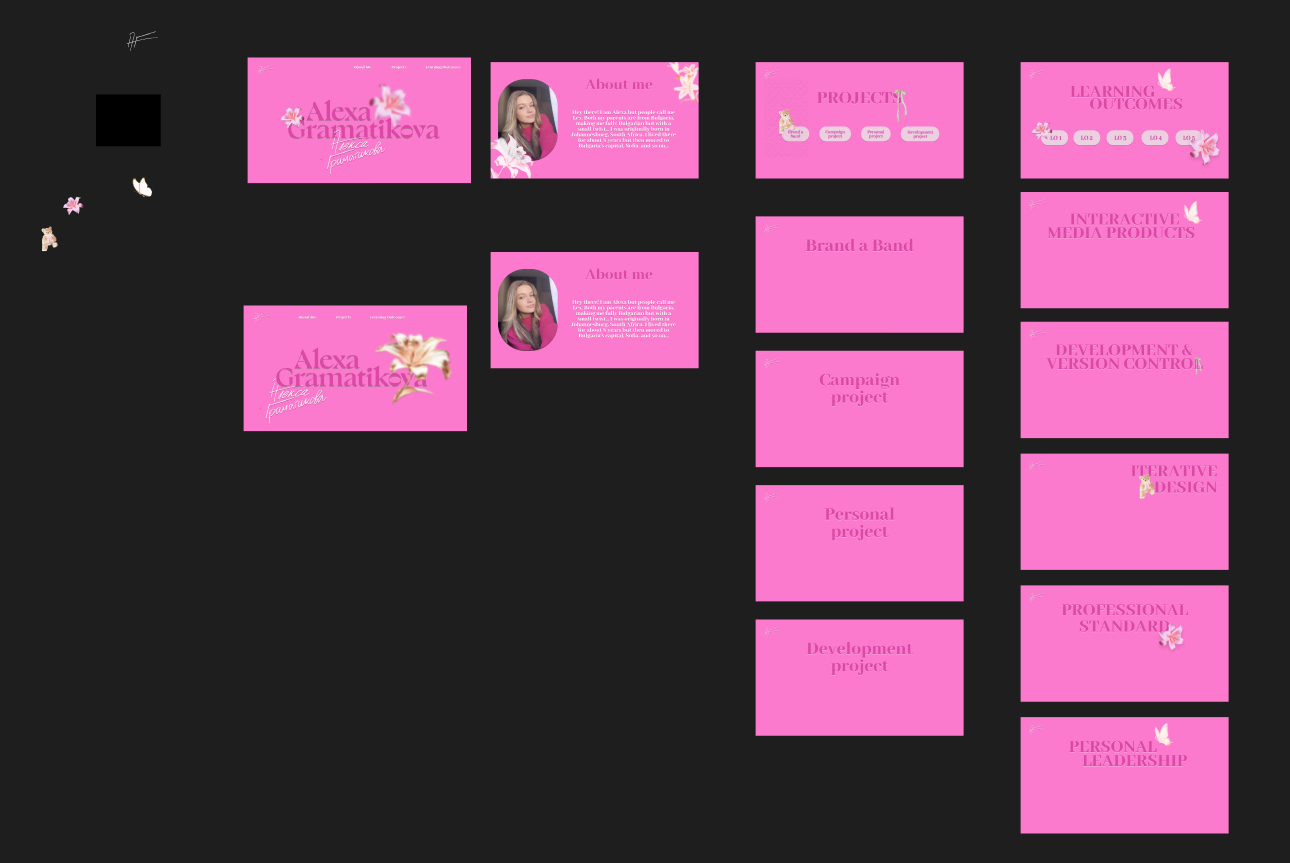 About Me
Projects
Learning Outcomes
Alexa
Gramatikova
Алекса
Граматикова
About me
Hey there! I am Alexa but people call me
Lex. Both my parents are from Bulgaria,
making me fully Bulgarian but with a
small twist... I was originally born in
Johannesburg, South Africa. I lived there
for about 5 years but then moved to
Bulgaria's capital, Sofia, and so on...
PROJECTS
Brand a
Band
Campaign
project
Personal
project
Development
project
LEARNING
OUTCOMES
LO 1
LO 2
LO 3
LO 4
LO 5
About Me
Projects
Learning Outcomes
Alexa
Gramatikova
Алекса
Граматикова
About me
Hey there! I am Alexa but people call me
Lex. Both my parents are from Bulgaria,
making me fully Bulgarian but with a
small twist... I was originally born in
Johannesburg, South Africa. I lived there
for about 5 years but then moved to
Bulgaria's capital, Sofia, and so on...
Brand a Band
Campaign
project
Personal
project
Development
project
INTERACTIVE
MEDIA PRODUCTS
DEVELOPMENT &
VERSION CONTROL
ITERATIVE
DESIGN
PROFESSIONAL
STANDARD
PERSONAL
LEADERSHIP